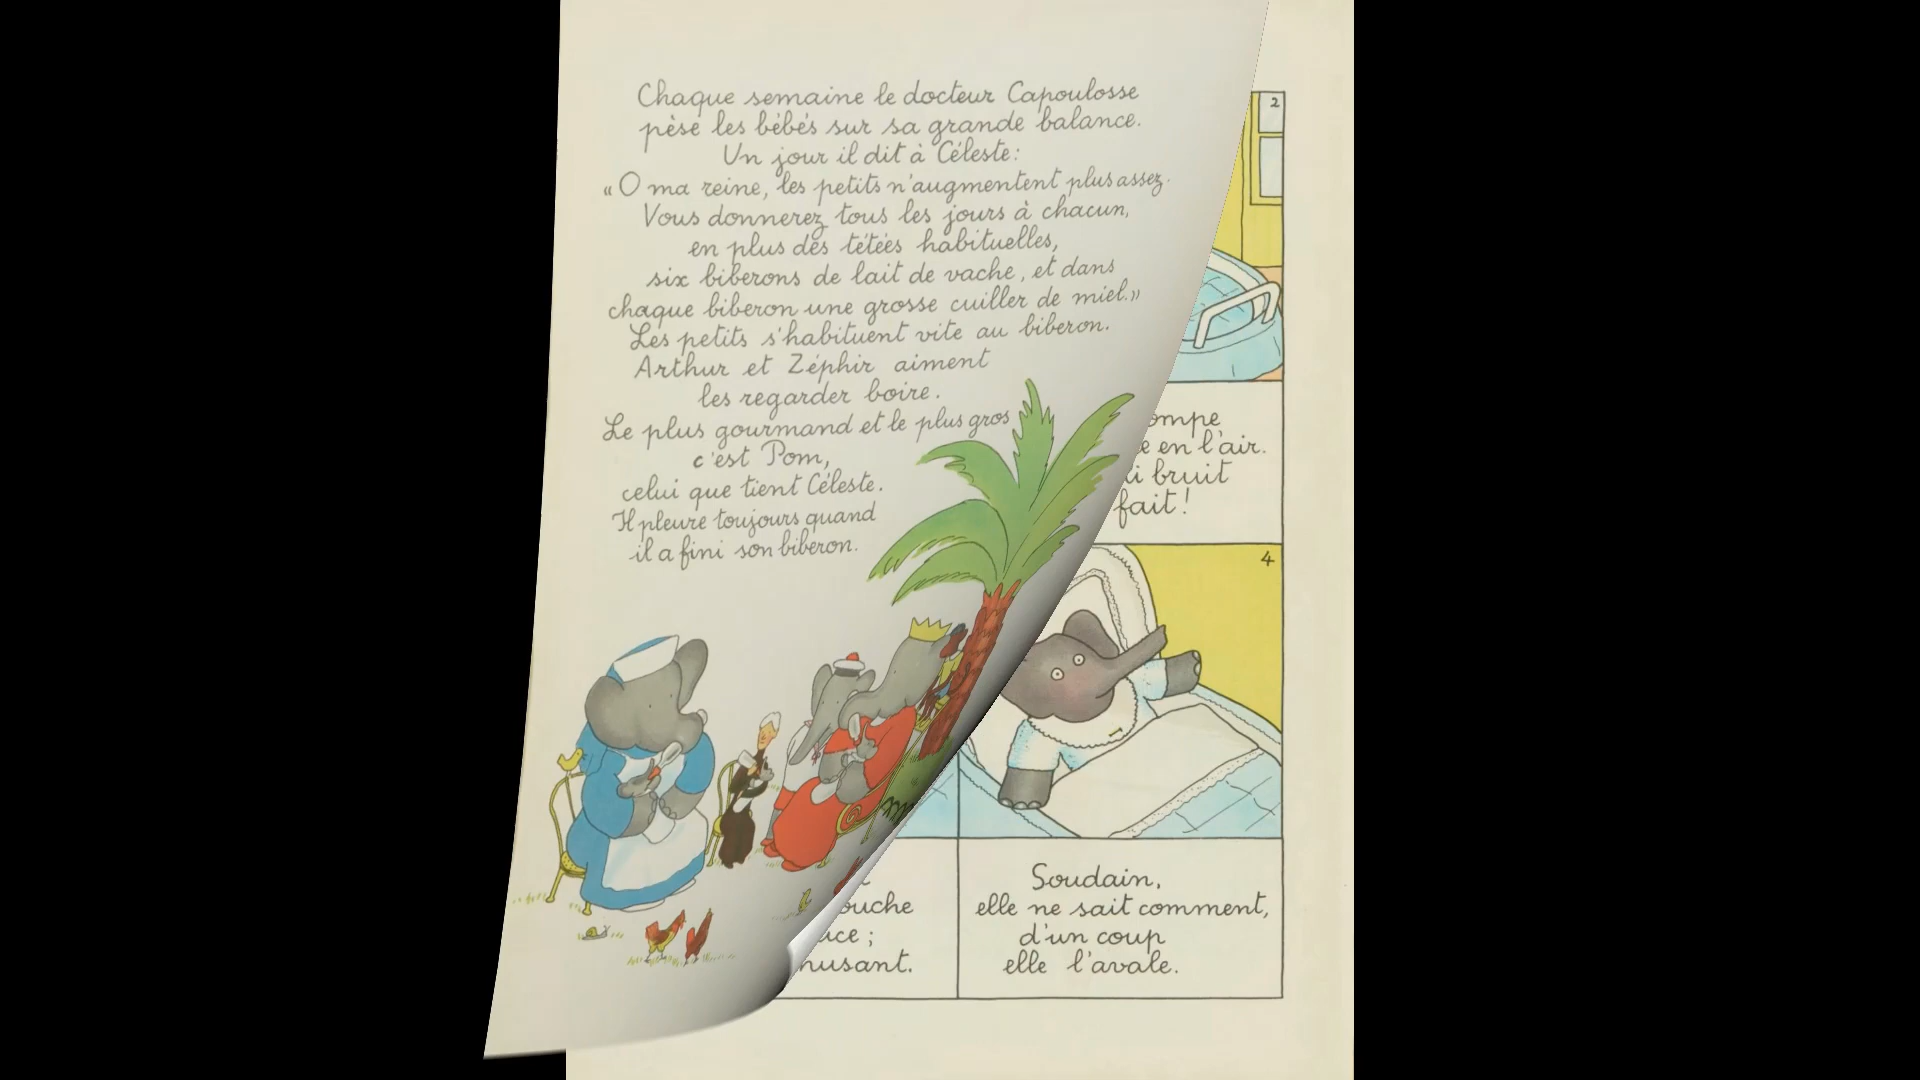 Chaque semaine le docteur Capoulosse
pèse les bébés sur sa grande balance.
Un jour il dit à Céleste:
«O ma reine, les petits n'augmentent plus assez.
Vous donnerez tous les jours à chacun,
en plus des tétées habituelles,
six biberons de lait de vache, et dans
chaque biberon une grosse cuiller de miel.»
Les petits s'habituent vite au biberon.
Arthur et Zéphir aiment
les regarder boire.
Le plus gourmand et le plus gros
c'est Pom,
celui que tient Céleste.
Il pleure toujours quand
il a fini son biberon.
2
en l'air.
bruit
fait!
4
Soudain,
elle ne sait comment,
d'un coup
elle l'avale.